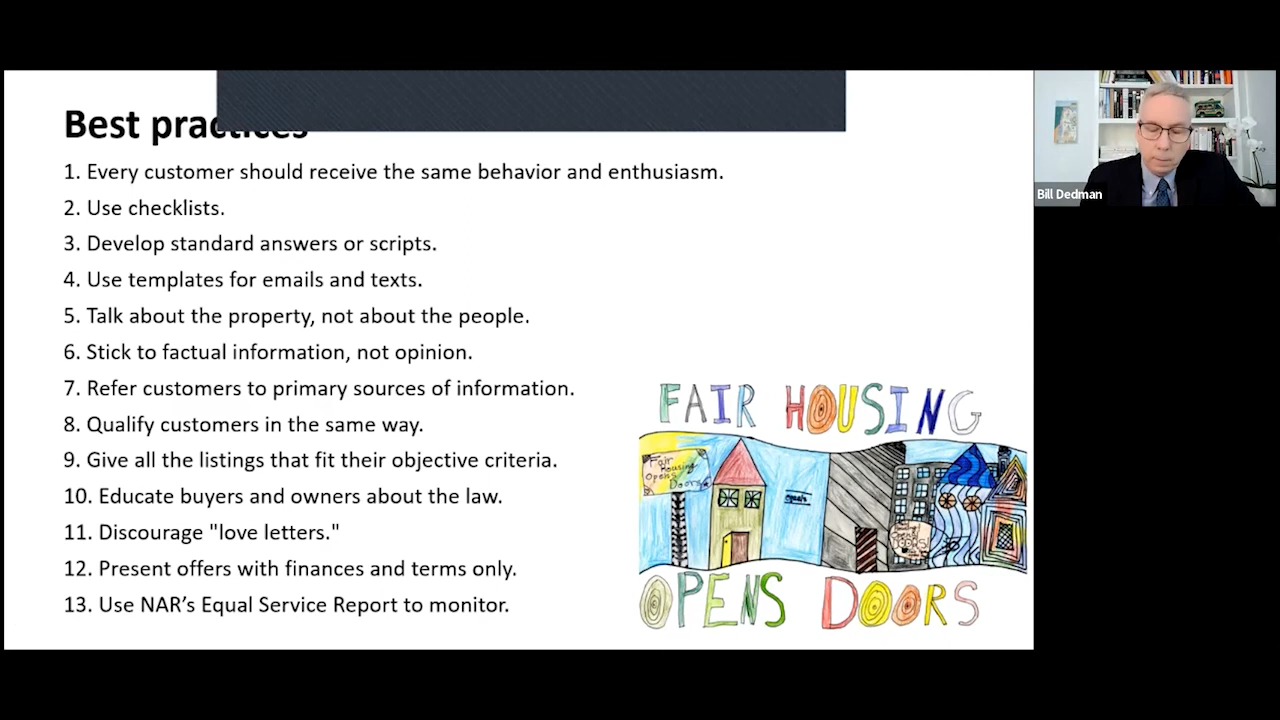 Best practices
1. Every customer should receive the same behavior and enthusiasm.
2. Use checklists.
3. Develop standard answers or scripts.
4. Use templates for emails and texts.
5. Talk about the property, not about the people.
6. Stick to factual information, not opinion.
7. Refer customers to primary sources of information.
8. Qualify customers in the same way.
9. Give all the listings that fit their objective criteria.
10. Educate buyers and owners about the law.
11. Discourage "love letters."
12. Present offers with finances and terms only.
13. Use NAR’s Equal Service Report to monitor.
FAIR HOUSING
Fair
Housing
Opens
Doors
OPENS DOORS
Bill Dedman